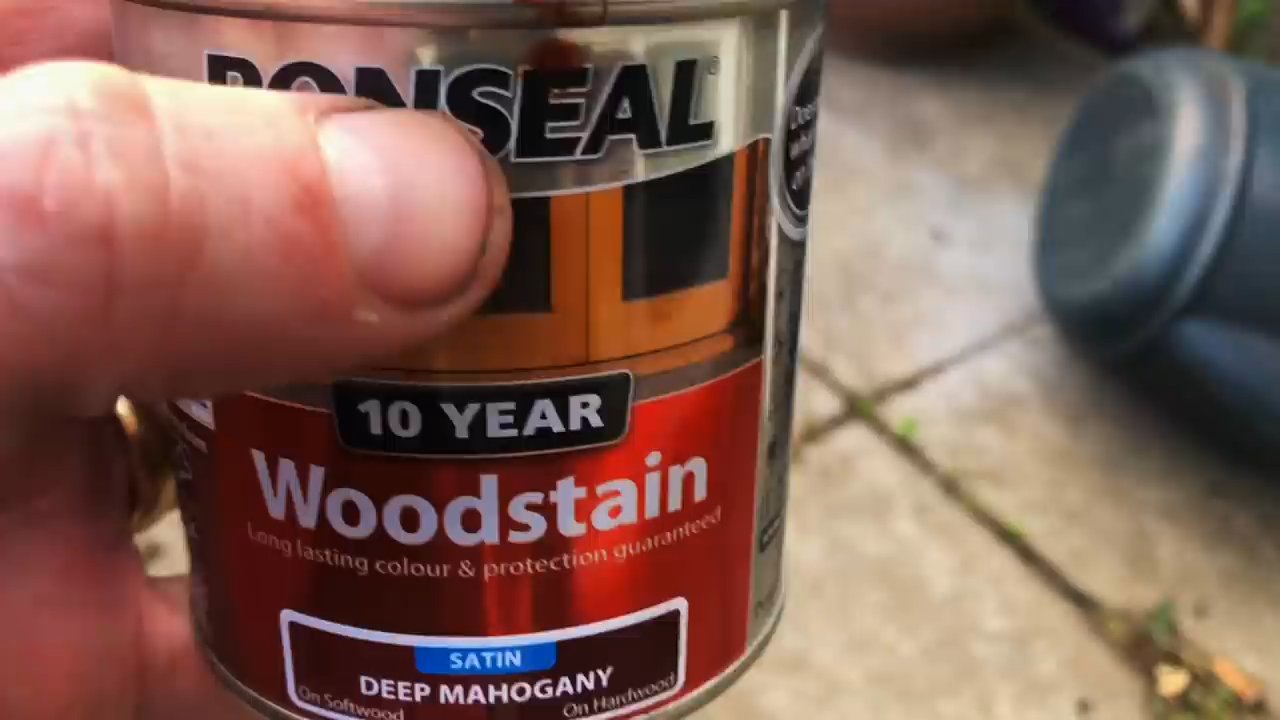 RONSEAL®
10 YEAR
Woodstain
Long lasting colour & protection guaranteed
SATIN
DEEP MAHOGANY
On Softwood
On Hardwood